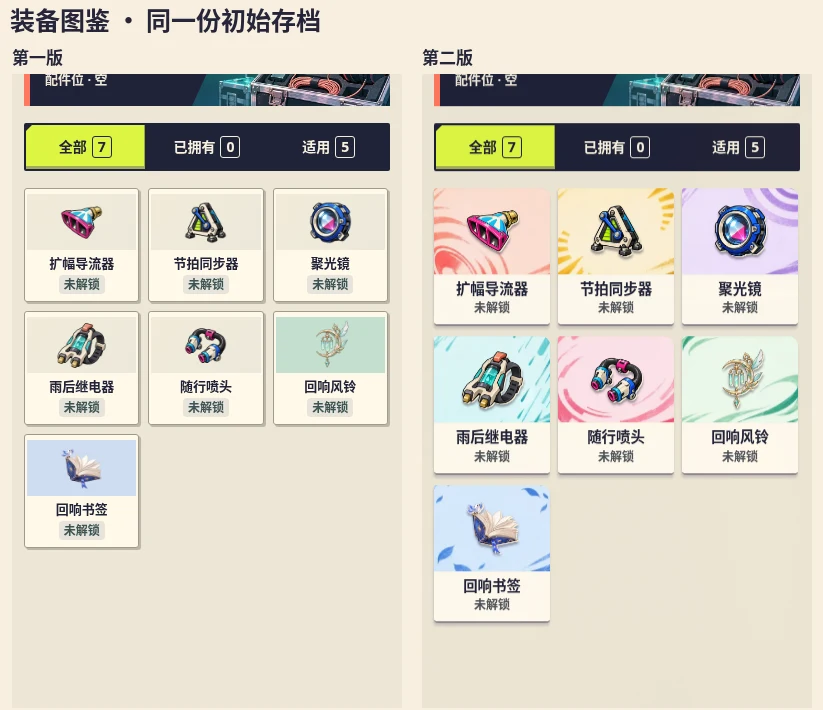 装备图鉴 · 同一份初始存档
第一版
配件位 · 空
全部 7 已拥有 0 适用 5
扩幅导流器 节拍同步器 聚光镜
未解锁 未解锁 未解锁
雨后继电器 随行喷头 回响风铃
未解锁 未解锁 未解锁
回响书签
未解锁
第二版
配件位 · 空
全部 7 已拥有 0 适用 5
扩幅导流器 节拍同步器 聚光镜
未解锁 未解锁 未解锁
雨后继电器 随行喷头 回响风铃
未解锁 未解锁 未解锁
回响书签
未解锁